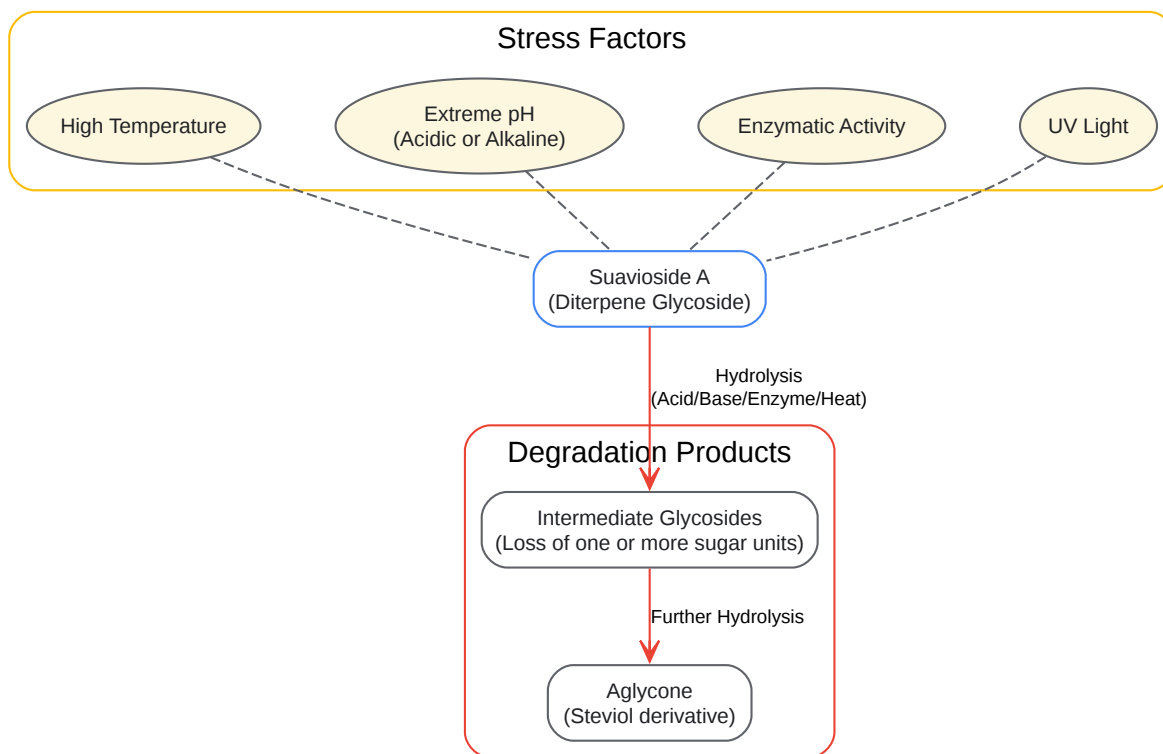 Stress Factors
High Temperature
Extreme pH
(Acidic or Alkaline)
Enzymatic Activity
UV Light
Suavioside A
(Diterpene Glycoside)
Hydrolysis
(Acid/Base/Enzyme/Heat)
Degradation Products
Intermediate Glycosides
(Loss of one or more sugar units)
Further Hydrolysis
Aglycone
(Steviol derivative)